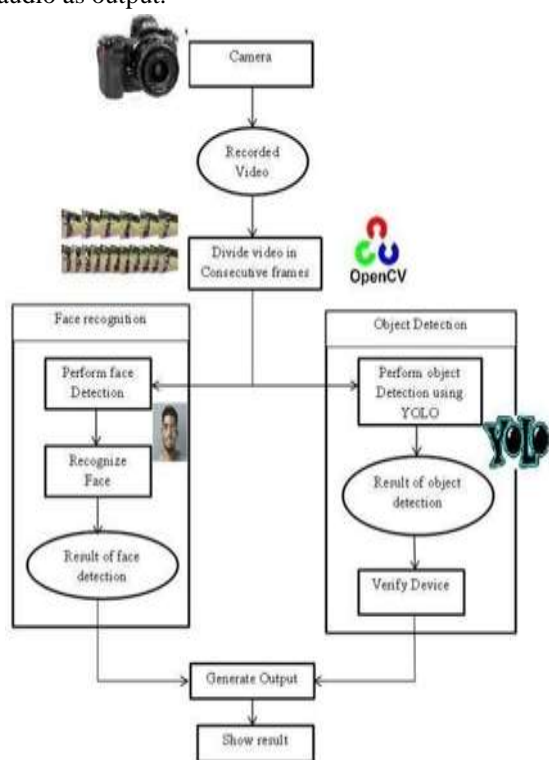 audio as output.
Camera
Recorded
Video
Divide video in
Consecutive frames
OpenCV
Face recognition
Object Detection
Perform face
Detection
Perform object
Detection using
YOLO
YOLO
Recognize
Face
Result of object
detection
Result of face
detection
Verify Device
Generate Output
Show result